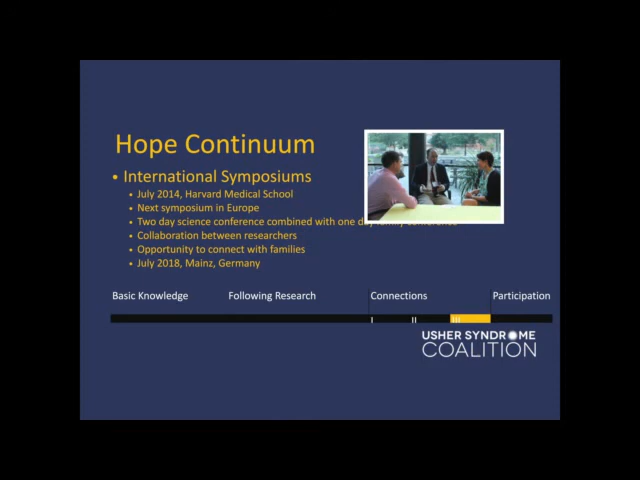 Hope Continuum
• International Symposiums
• July 2014, Harvard Medical School
• Next symposium in Europe
• Two day science conference combined with one day family conference
• Collaboration between researchers
• Opportunity to connect with families
• July 2018, Mainz, Germany
Basic Knowledge Following Research Connections Participation
I II III
USHER SYNDROME
COALITION